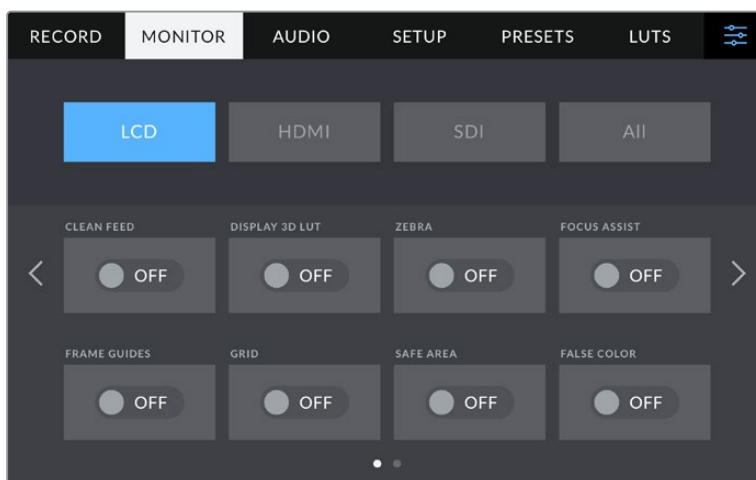 RECORD MONITOR AUDIO SETUP PRESETS LUTS
LCD HDMI SDI All
CLEAN FEED DISPLAY 3D LUT ZEBRA FOCUS ASSIST
OFF OFF OFF OFF
FRAME GUIDES GRID SAFE AREA FALSE COLOR
OFF OFF OFF OFF